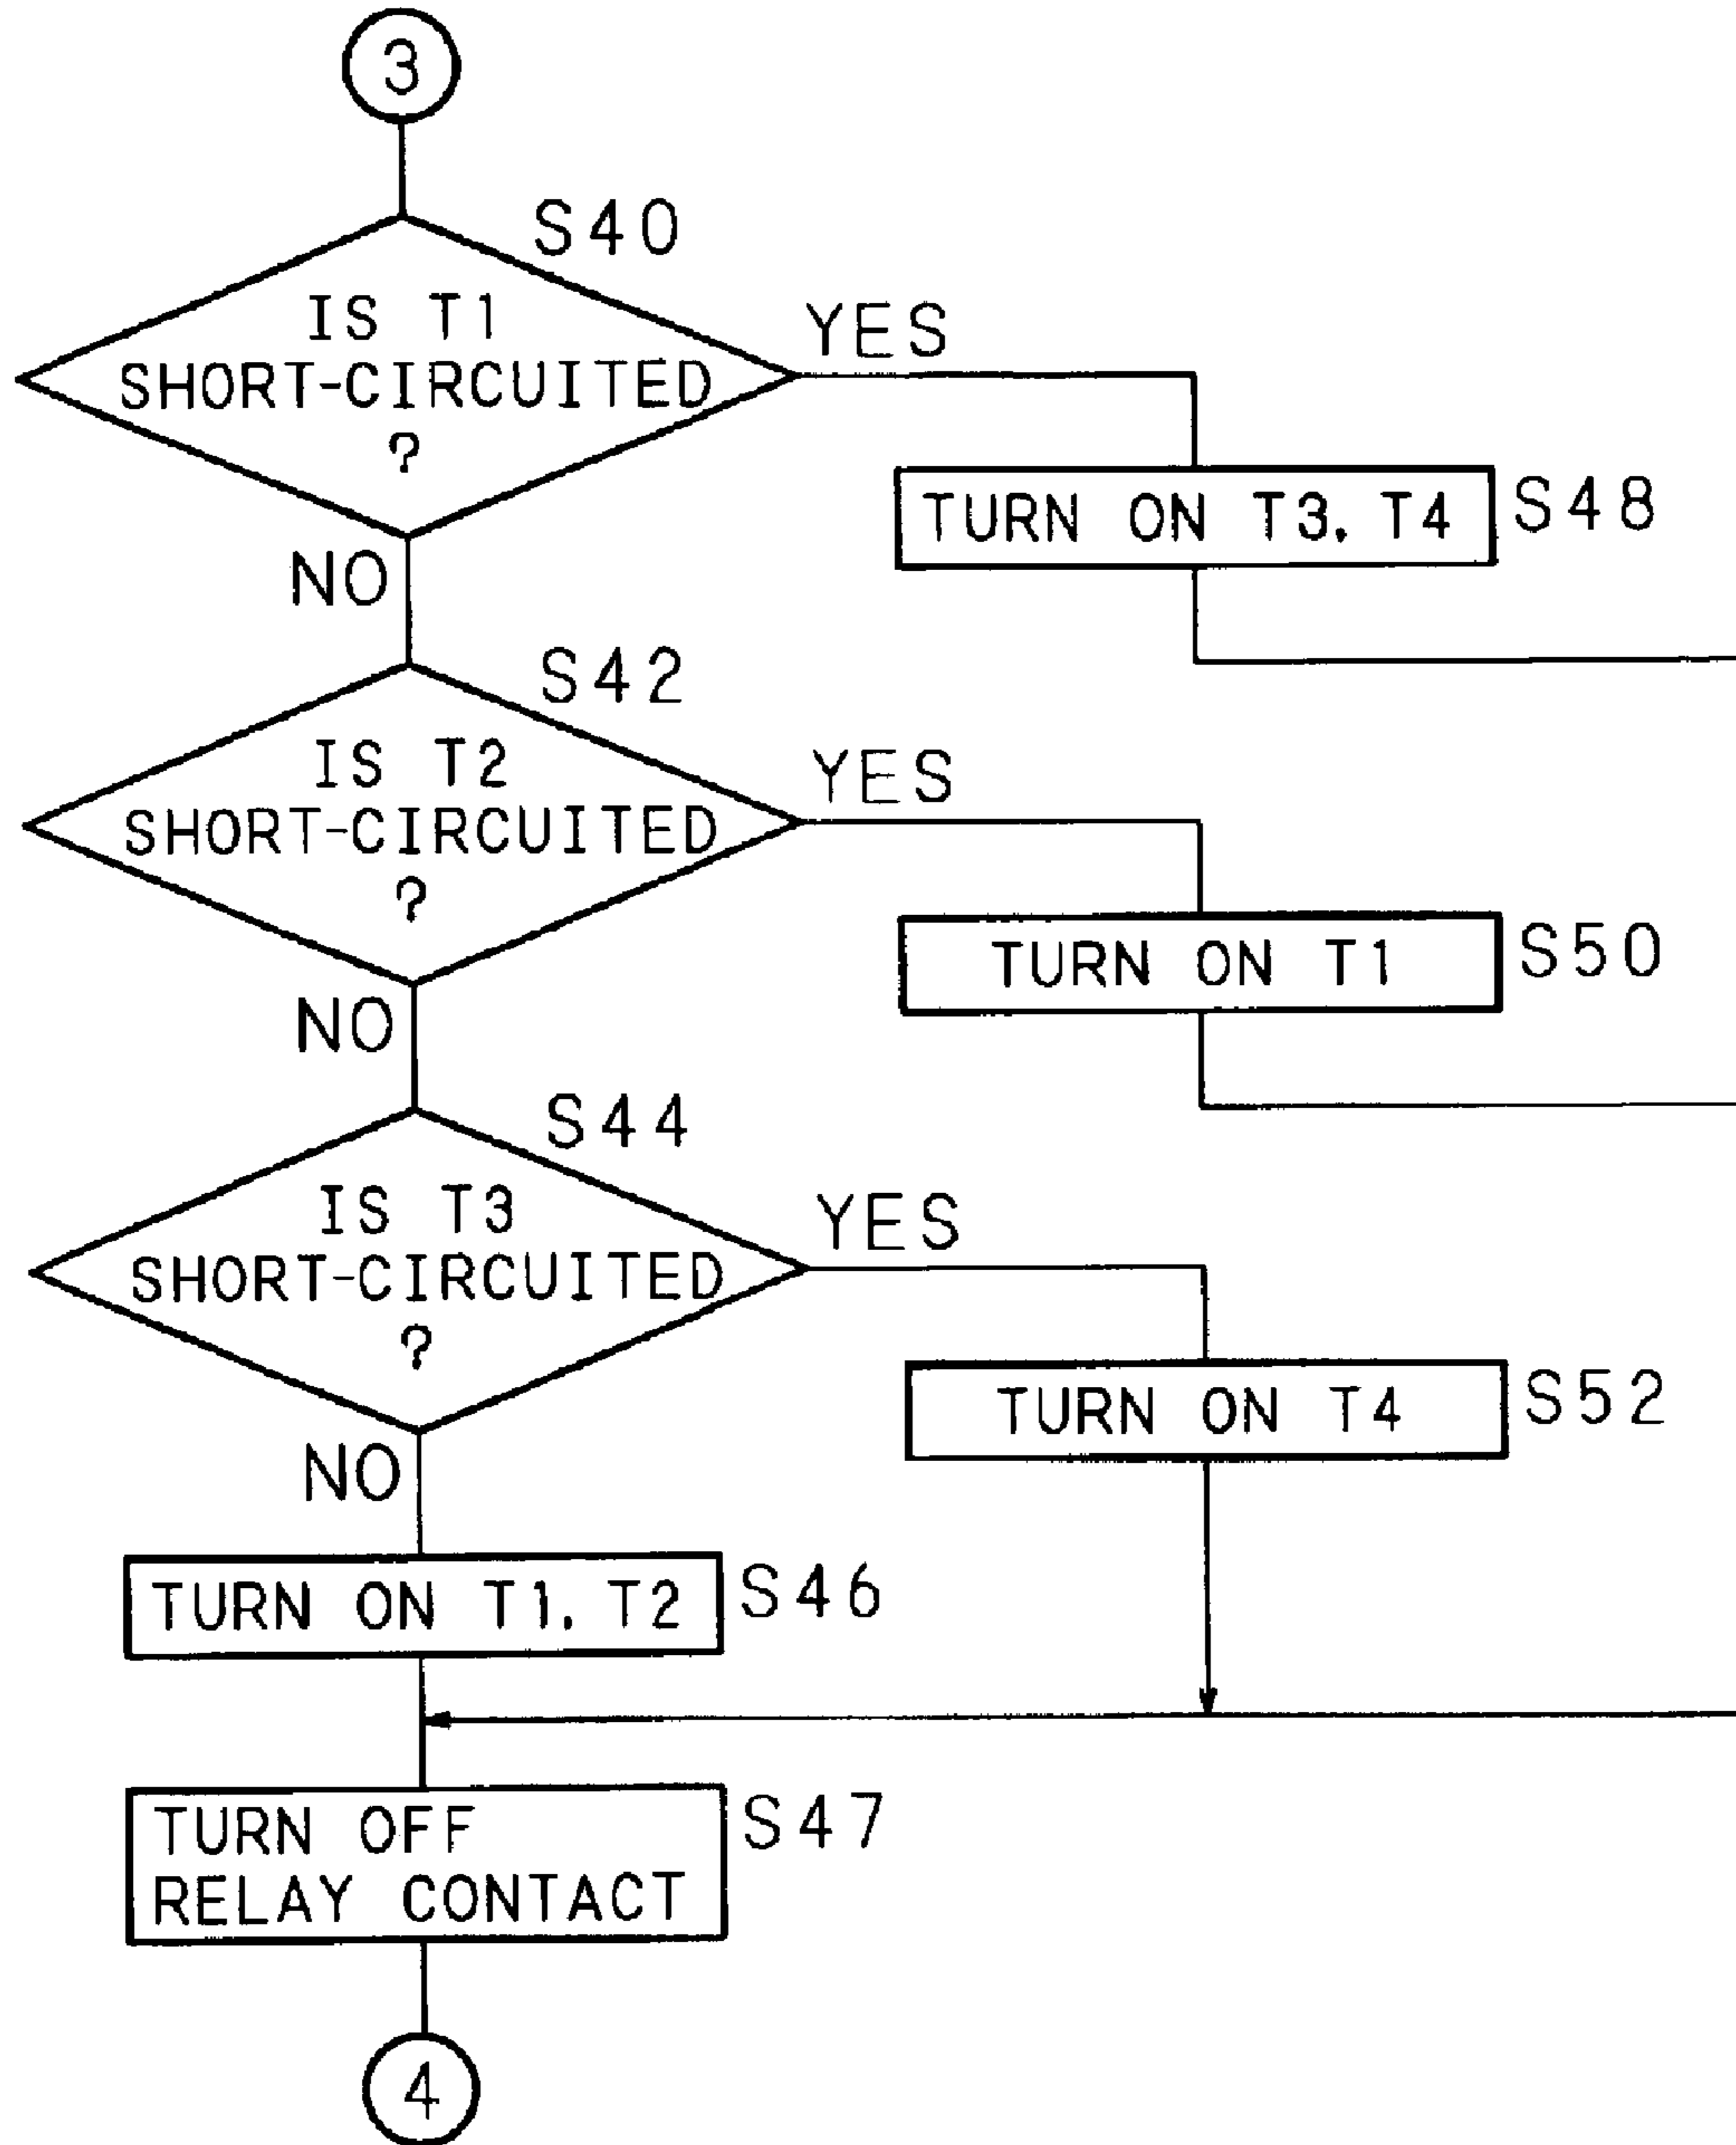 3
S40
IS T1
SHORT-CIRCUITED
?
YES
TURN ON T3, T4
S48
NO
S42
IS T2
SHORT-CIRCUITED
?
YES
TURN ON T1
S50
NO
S44
IS T3
SHORT-CIRCUITED
?
YES
TURN ON T4
S52
NO
TURN ON T1, T2
S46
TURN OFF
RELAY CONTACT
S47
4